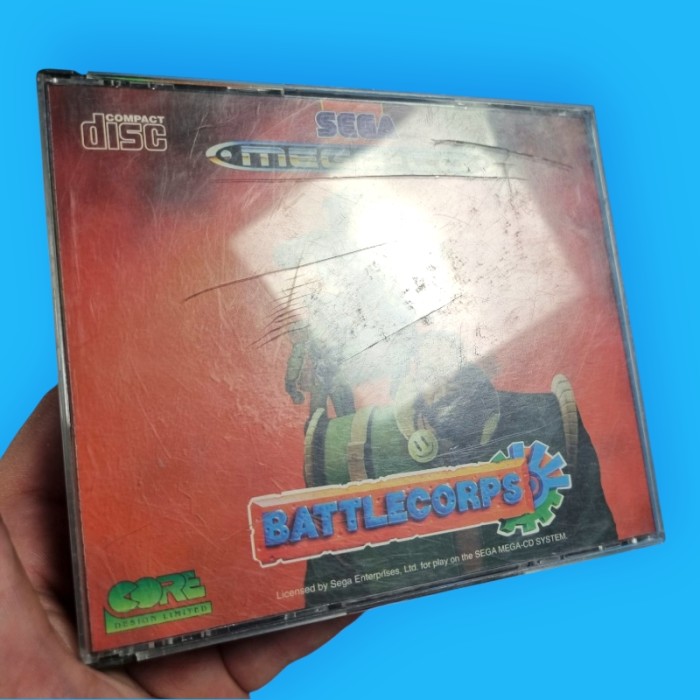 COMPACT
disc
SEGA
BATTLECORPS
Licensed by Sega Enterprises, Ltd. for play on the SEGA MEGA-CD SYSTEM.
CORE
DESIGN LIMITED